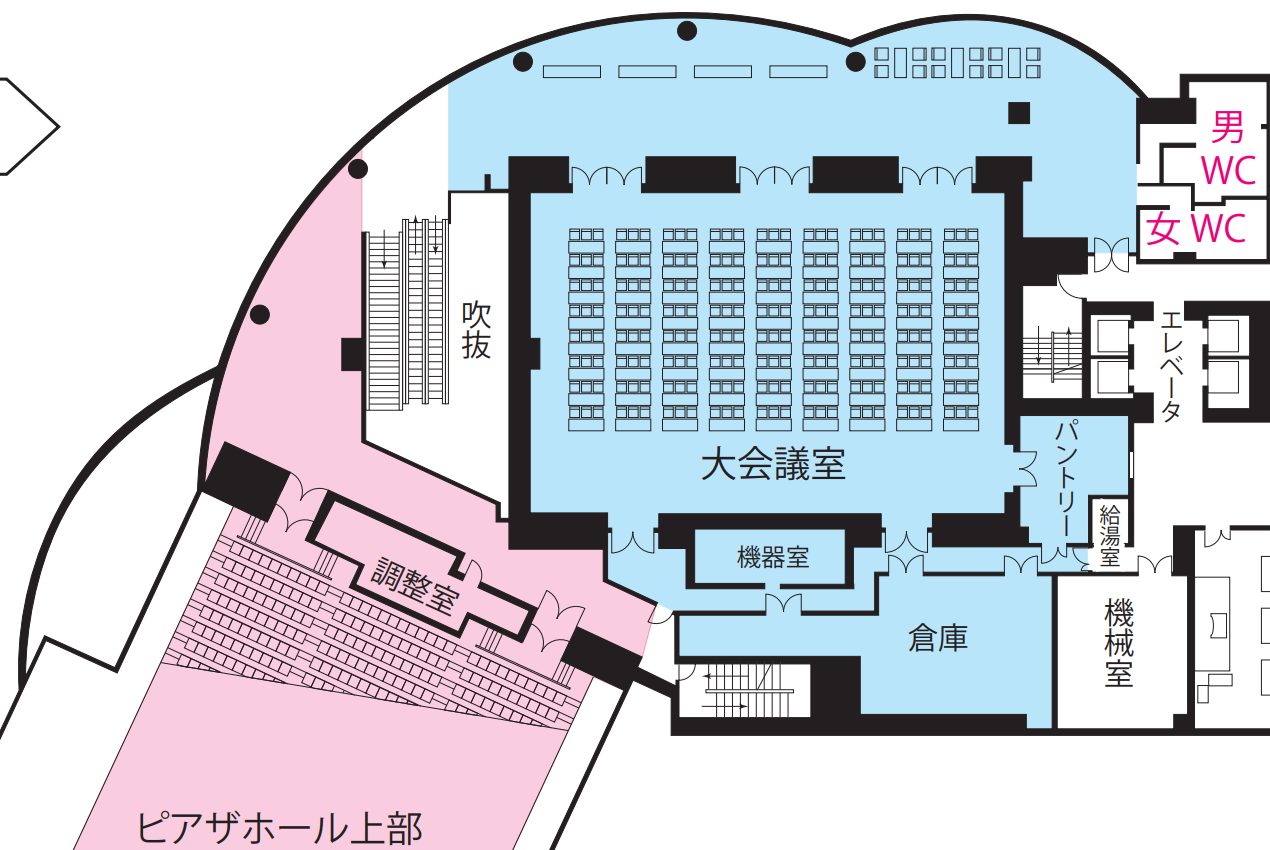 男
WC
女 WC
吹抜
エレベータ
大会議室
パントリー
給湯室
機器室
調整室
機械室
倉庫
ピアザホール上部